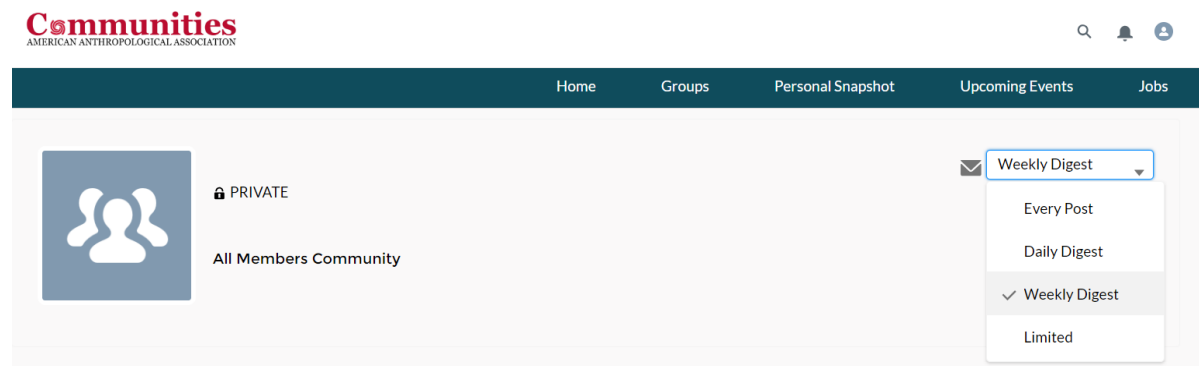 Communities
AMERICAN ANTHROPOLOGICAL ASSOCIATION
Home Groups Personal Snapshot Upcoming Events Jobs
PRIVATE
All Members Community
Weekly Digest
Every Post
Daily Digest
Weekly Digest
Limited